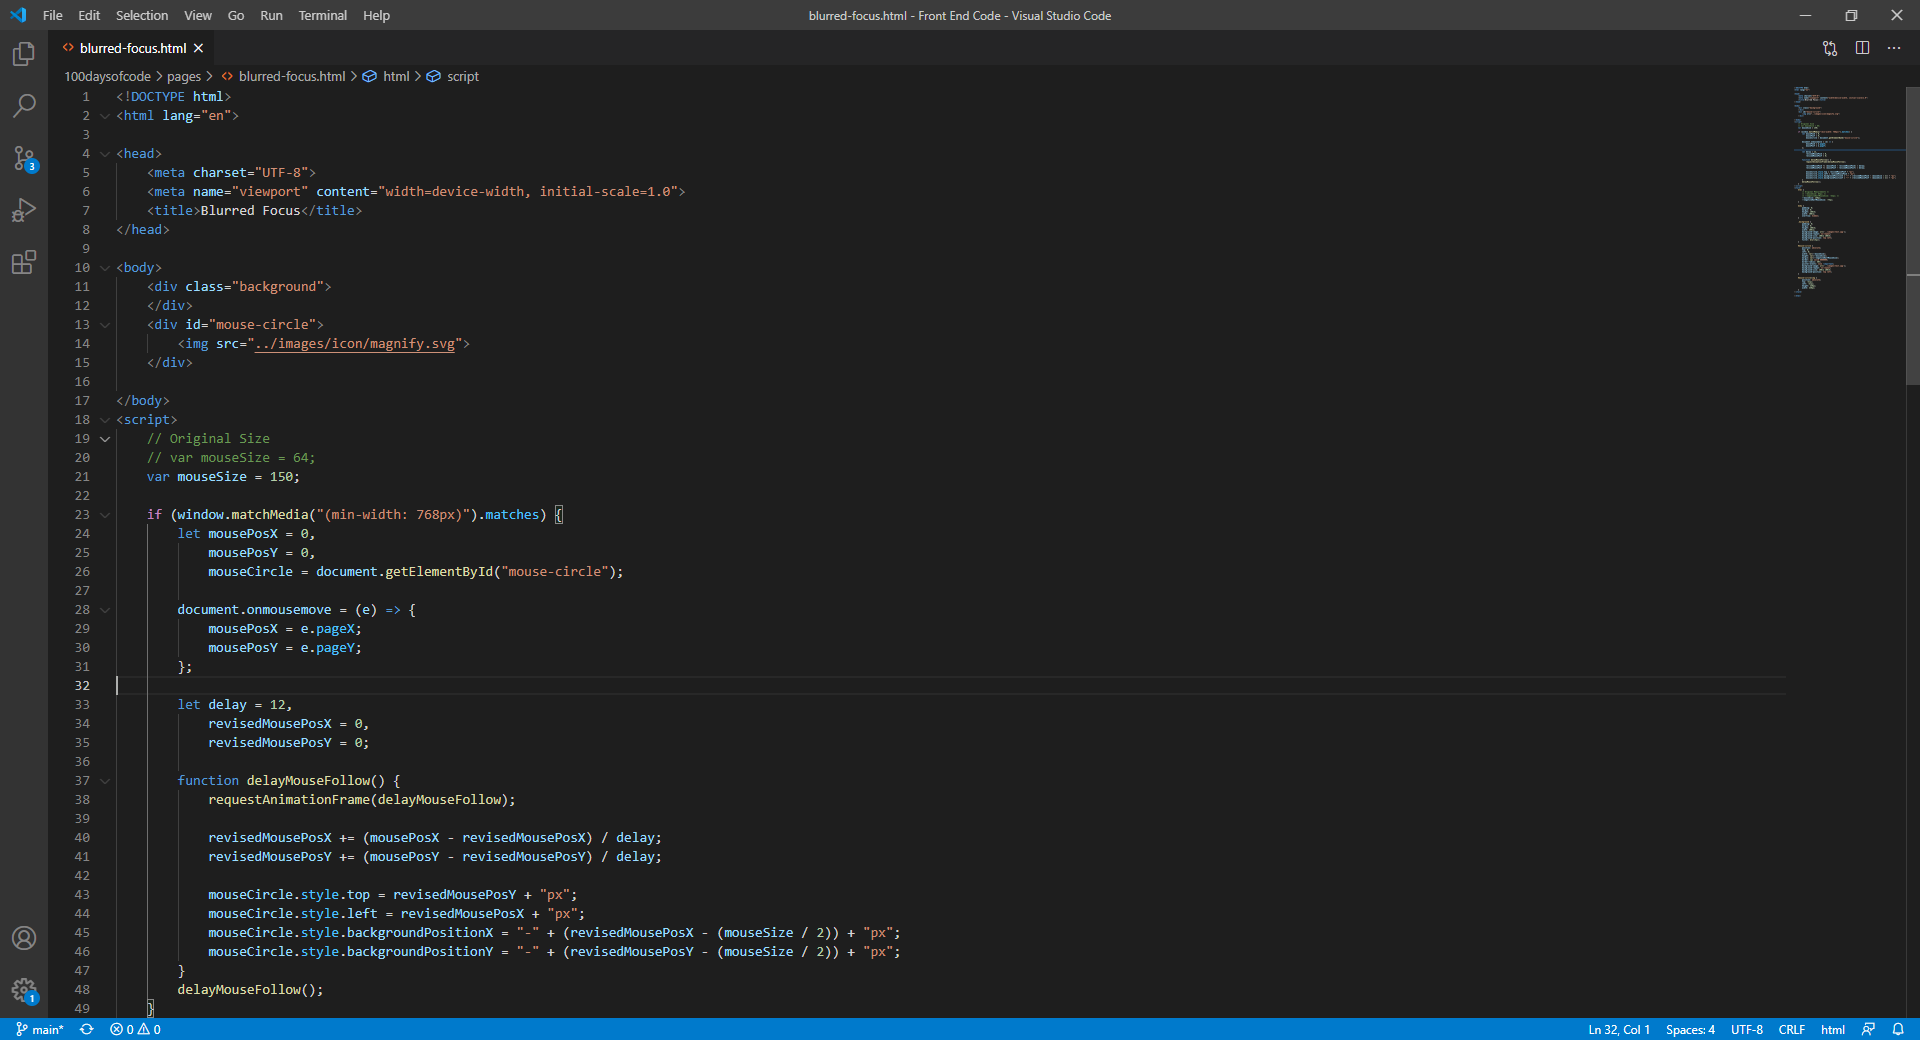 File Edit Selection View Go Run Terminal Help
blurred-focus.html - Front End Code - Visual Studio Code
blurred-focus.html
100daysofcode > pages > blurred-focus.html > html > script
1 <!DOCTYPE html>
2 <html lang="en">
3
4 <head>
5     <meta charset="UTF-8">
6     <meta name="viewport" content="width=device-width, initial-scale=1.0">
7     <title>Blurred Focus</title>
8 </head>
9
10 <body>
11     <div class="background">
12     </div>
13     <div id="mouse-circle">
14         <img src="../images/icon/magnify.svg">
15     </div>
16
17 </body>
18 <script>
19     // Original Size
20     // var mouseSize = 64;
21     var mouseSize = 150;
22
23     if (window.matchMedia("(min-width: 768px)").matches) {
24         let mousePosX = 0,
25             mousePosY = 0,
26             mouseCircle = document.getElementById("mouse-circle");
27
28         document.onmousemove = (e) => {
29             mousePosX = e.pageX;
30             mousePosY = e.pageY;
31         };
32
33         let delay = 12,
34             revisedMousePosX = 0,
35             revisedMousePosY = 0;
36
37         function delayMouseFollow() {
38             requestAnimationFrame(delayMouseFollow);
39
40             revisedMousePosX += (mousePosX - revisedMousePosX) / delay;
41             revisedMousePosY += (mousePosY - revisedMousePosY) / delay;
42
43             mouseCircle.style.top = revisedMousePosY + "px";
44             mouseCircle.style.left = revisedMousePosX + "px";
45             mouseCircle.style.backgroundPositionX = "-" + (revisedMousePosX - (mouseSize / 2)) + "px";
46             mouseCircle.style.backgroundPositionY = "-" + (revisedMousePosY - (mouseSize / 2)) + "px";
47         }
48         delayMouseFollow();
49     }
3
1
main* 0 0 Ln 32, Col 1 Spaces: 4 UTF-8 CRLF html